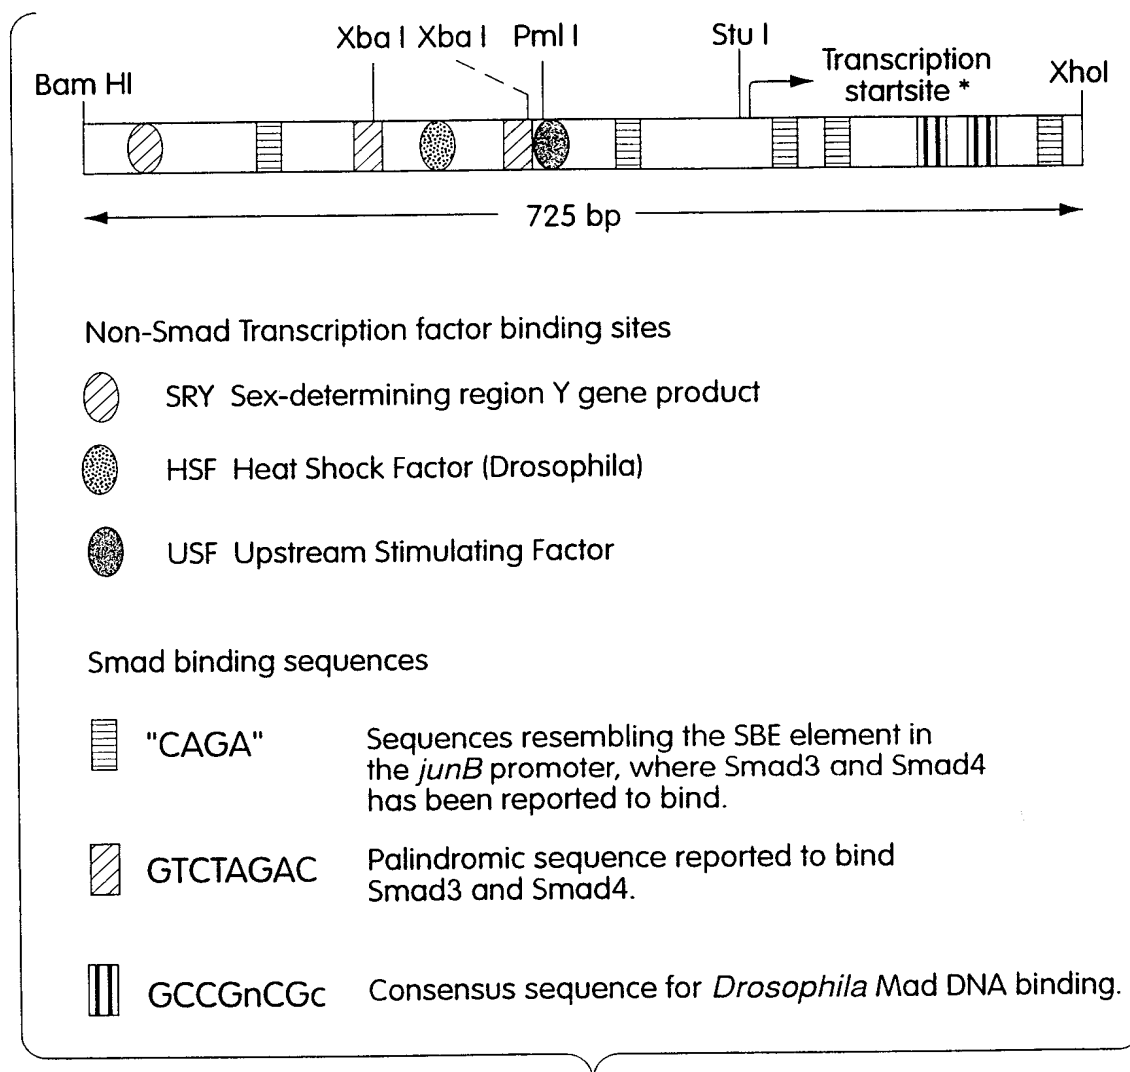 Xba I Xba I Pml I Stu I
Bam HI
Transcription
startsite *
XhoI
725 bp
Non-Smad Transcription factor binding sites
SRY Sex-determining region Y gene product
HSF Heat Shock Factor (Drosophila)
USF Upstream Stimulating Factor
Smad binding sequences
"CAGA" Sequences resembling the SBE element in
the junB promoter, where Smad3 and Smad4
has been reported to bind.
GTCTAGAC Palindromic sequence reported to bind
Smad3 and Smad4.
GCCGnCGc Consensus sequence for Drosophila Mad DNA binding.